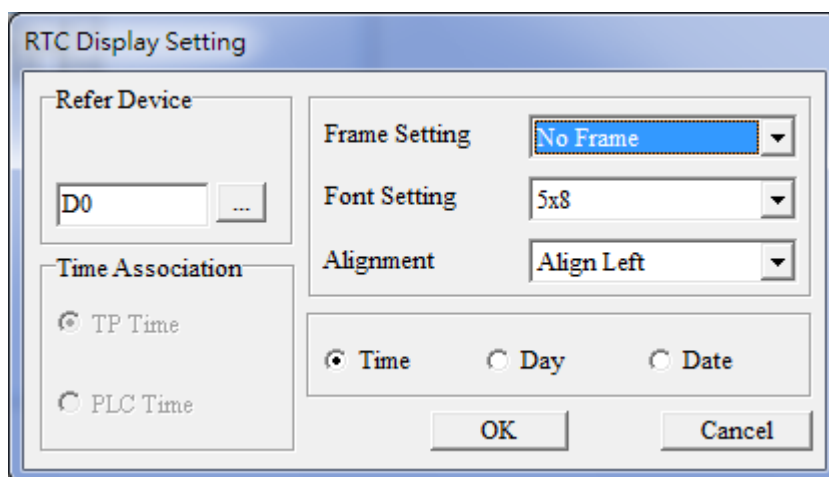 RTC Display Setting
Refer Device
D0
...
Time Association
TP Time
PLC Time
Frame Setting
No Frame
Font Setting
5x8
Alignment
Align Left
Time
Day
Date
OK
Cancel